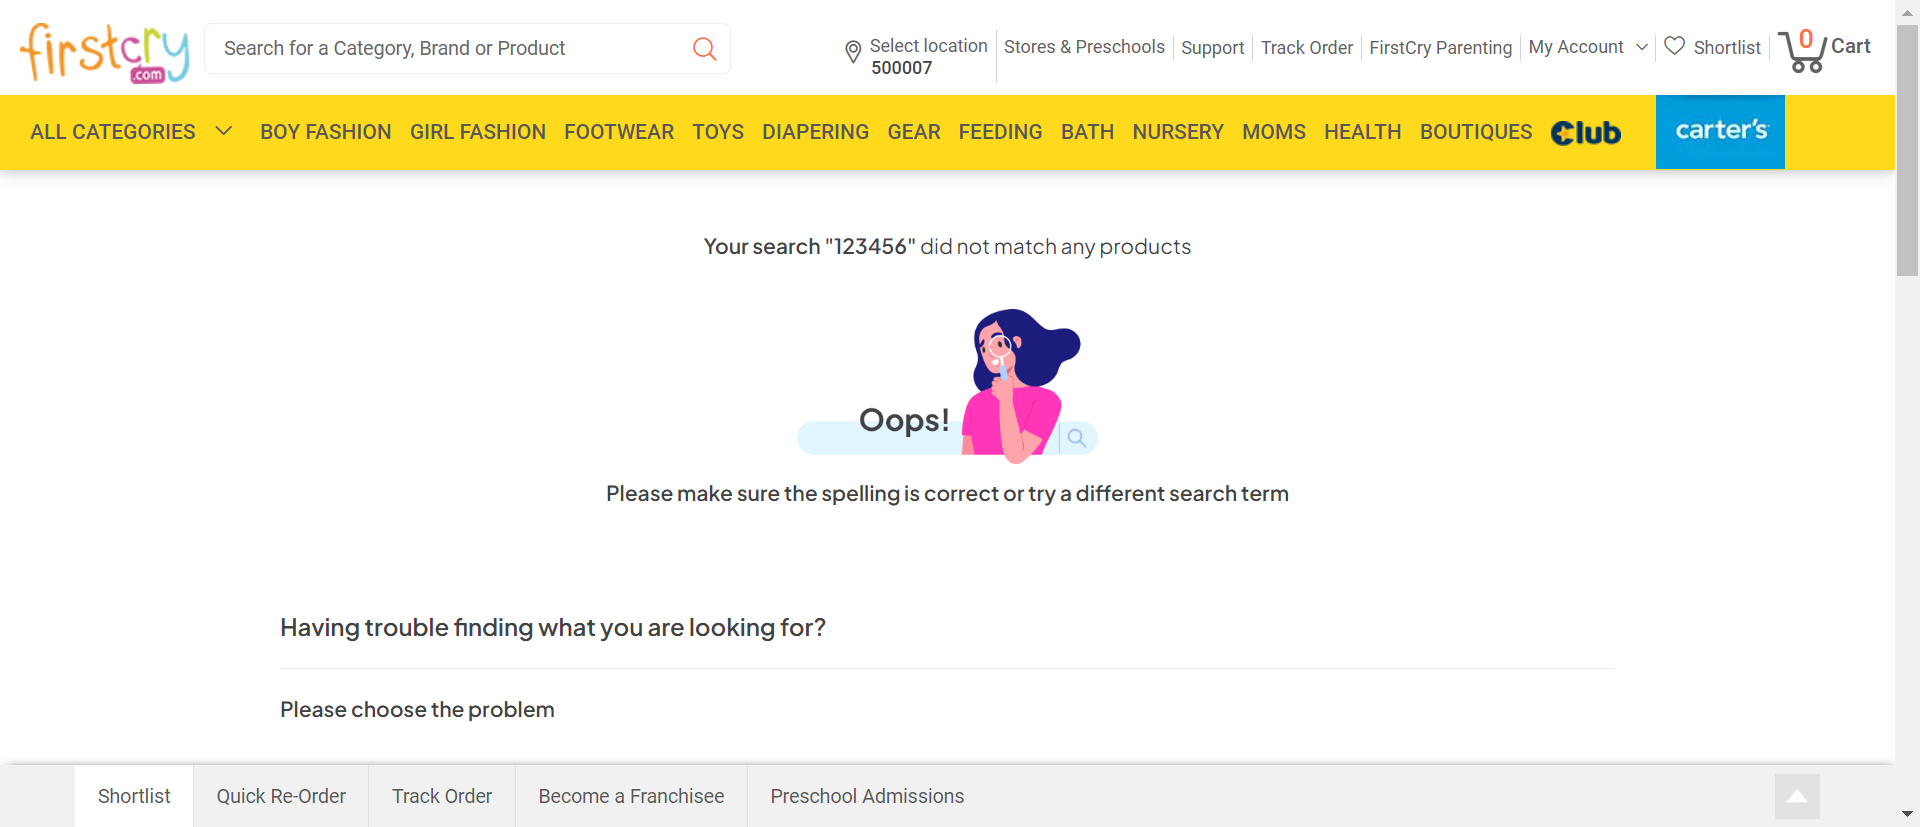 firstcry
.com
Search for a Category, Brand or Product
Select location
500007
Stores & Preschools
Support
Track Order
FirstCry Parenting
My Account
Shortlist
0
Cart
ALL CATEGORIES
BOY FASHION
GIRL FASHION
FOOTWEAR
TOYS
DIAPERING
GEAR
FEEDING
BATH
NURSERY
MOMS
HEALTH
BOUTIQUES
Club
carter's
Your search "123456" did not match any products
Oops!
Please make sure the spelling is correct or try a different search term
Having trouble finding what you are looking for?
Please choose the problem
Shortlist
Quick Re-Order
Track Order
Become a Franchisee
Preschool Admissions